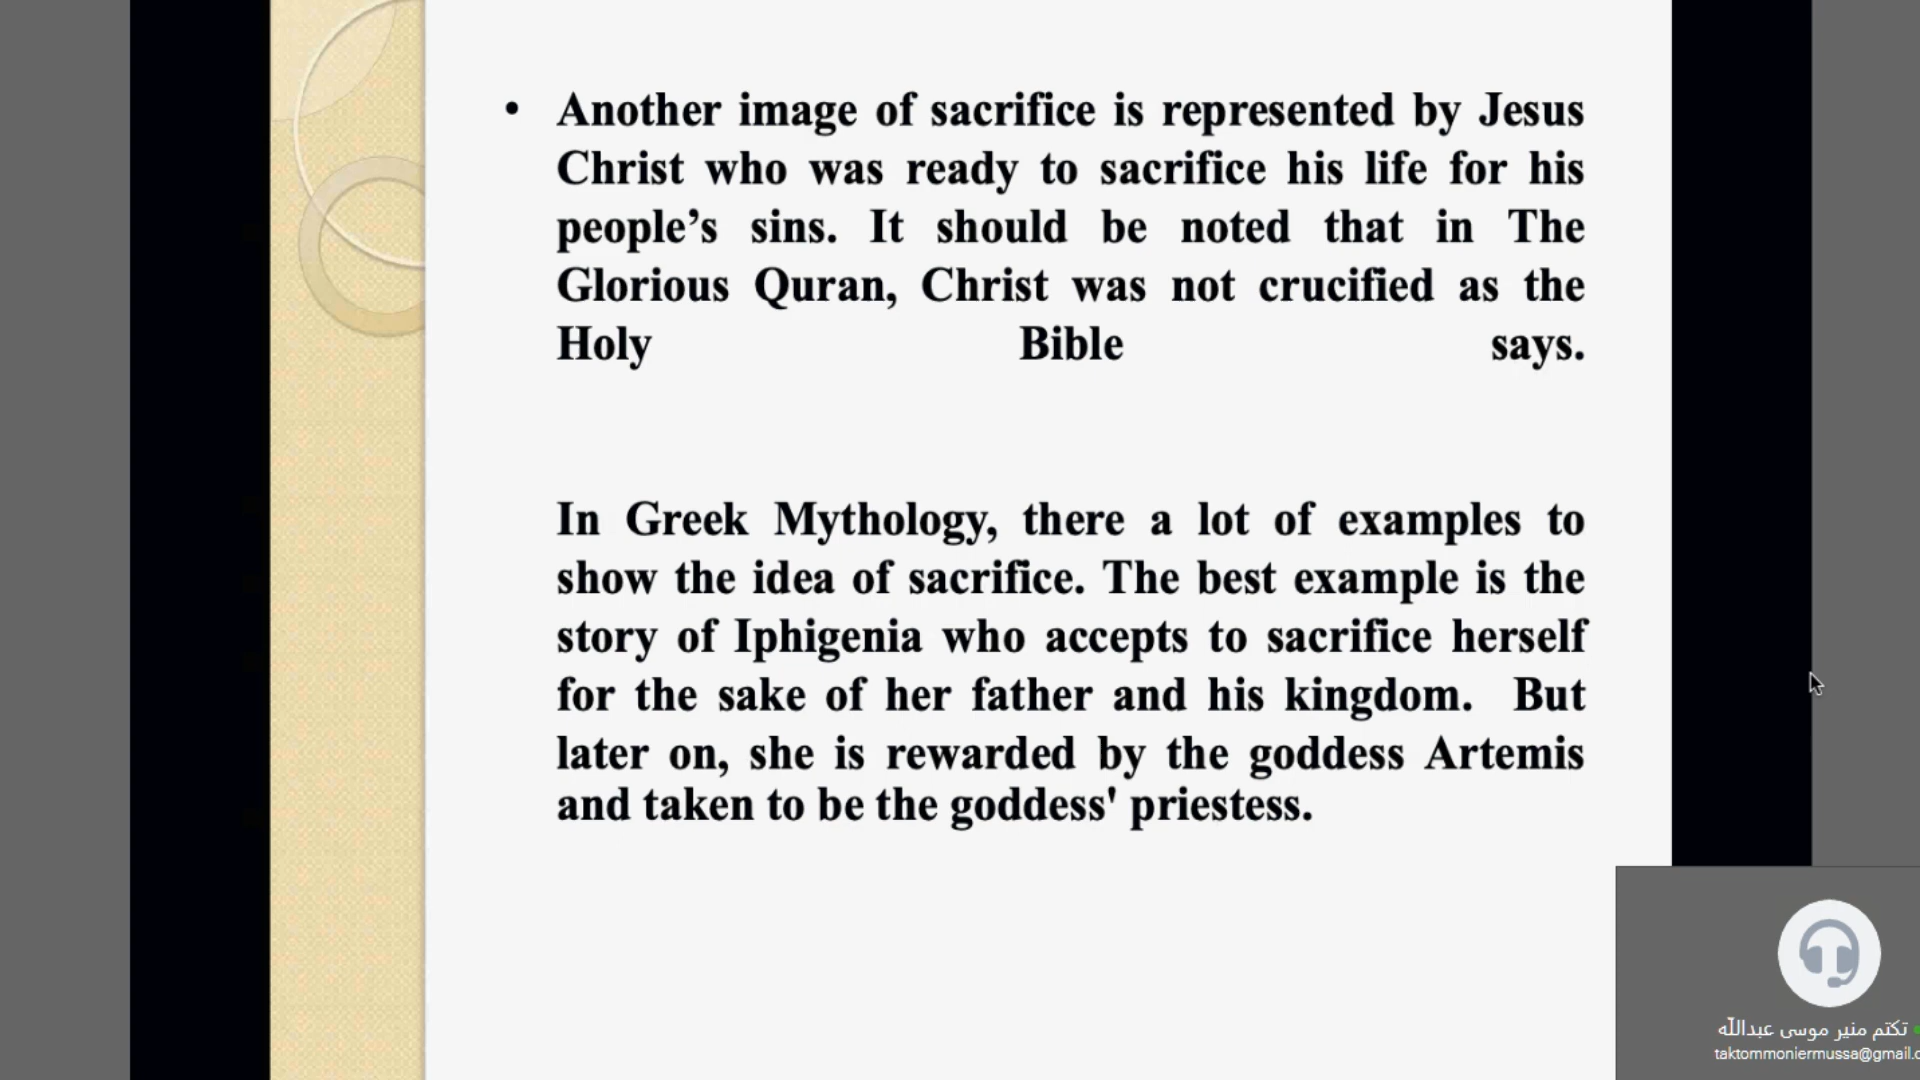 • Another image of sacrifice is represented by Jesus
Christ who was ready to sacrifice his life for his
people’s sins. It should be noted that in The
Glorious Quran, Christ was not crucified as the
Holy Bible says.
In Greek Mythology, there a lot of examples to
show the idea of sacrifice. The best example is the
story of Iphigenia who accepts to sacrifice herself
for the sake of her father and his kingdom. But
later on, she is rewarded by the goddess Artemis
and taken to be the goddess' priestess.
تكتم منير موسى عبدالله
taktommoniermussa@gmail.c